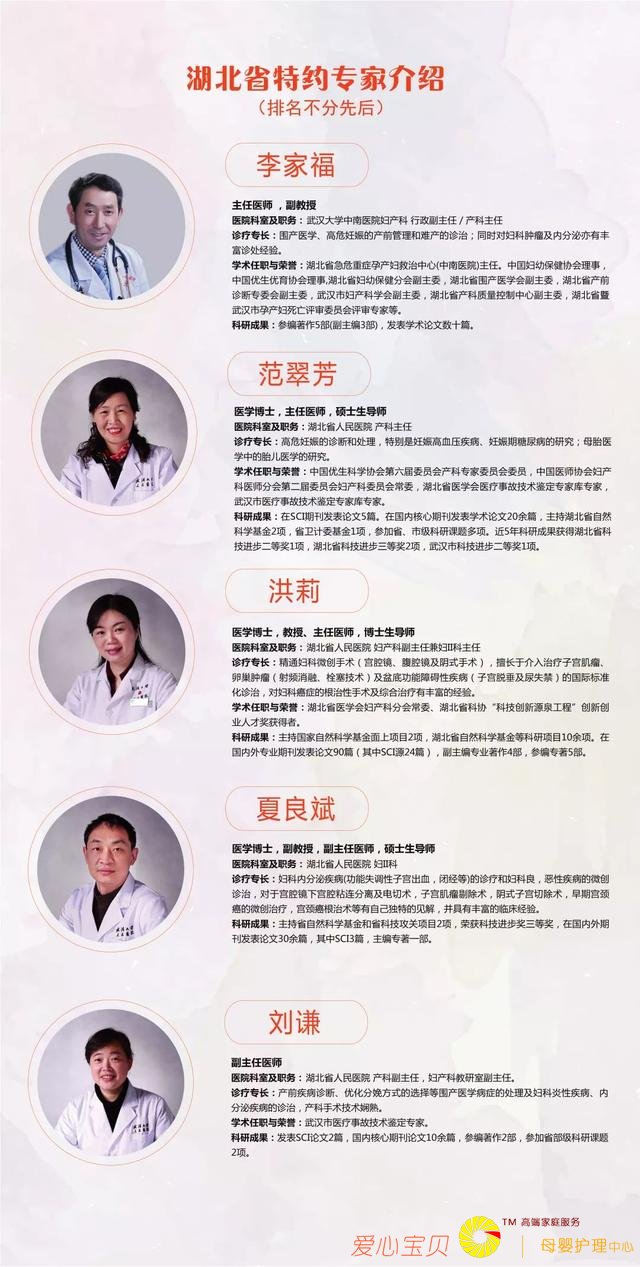 湖北省特约专家介绍
（排名不分先后）
李家福
主任医师 ，副教授
医院科室及职务：武汉大学中南医院妇产科 行政副主任 / 产科主任
诊疗专长：围产医学、高危妊娠的产前管理和难产的诊治；同时对妇科肿瘤及内分泌亦有丰
富诊处经验。
学术任职与荣誉：湖北省急危重症孕产妇救治中心(中南医院)主任。中国妇幼保健协会理事，
中国优生优育协会理事,湖北省妇幼保健分会副主委，湖北省围产医学会副主委，湖北省产前
诊断专委会副主委，武汉市妇产科学会副主委，湖北省产科质量控制中心副主委，湖北省暨
武汉市孕产妇死亡评审委员会评审专家等。
科研成果：参编著作5部(副主编3部)，发表学术论文数十篇。
范翠芳
医学博士，主任医师，硕士生导师
医院科室及职务：湖北省人民医院 产科主任
诊疗专长：高危妊娠的诊断和处理，特别是妊娠高血压疾病、妊娠期糖尿病的研究；母胎医
学中的胎儿医学的研究。
学术任职与荣誉：中国优生科学协会第六届委员会产科专家委员会委员，中国医师协会妇产
科医师分会第二届委员会妇产科委员会常委，湖北省医学会医疗事故技术鉴定专家库专家，
武汉市医疗事故技术鉴定专家库专家。
科研成果：在SCI期刊发表论文5篇。在国内核心期刊发表学术论文20余篇，主持湖北省自然
科学基金2项，省卫计委基金1项，参加省、市级科研课题多项。近5年科研成果获得湖北省科
技进步二等奖1项，湖北省科技进步三等奖2项，武汉市科技进步二等奖1项。
洪莉
医学博士，教授、主任医师，博士生导师
医院科室及职务：湖北省人民医院 妇产科副主任兼妇II科主任
诊疗专长：精通妇科微创手术（宫腔镜、腹腔镜及阴式手术），擅长于介入治疗子宫肌瘤、
卵巢肿瘤（射频消融、栓塞技术）及盆底功能障碍性疾病（子宫脱垂及尿失禁）的国际标准
化诊治，对妇科癌症的根治性手术及综合治疗有丰富的经验。
学术任职与荣誉：湖北省医学会妇产科分会常委、湖北省科协“科技创新源泉工程”创新创
业人才奖获得者。
科研成果：主持国家自然科学基金面上项目2项，湖北省自然科学基金等科研项目10余项。在
国内外专业期刊发表论文90篇（其中SCI源24篇），副主编专业著作4部，参编专著5部。
夏良斌
医学博士，副教授，副主任医师，硕士生导师
医院科室及职务：湖北省人民医院 妇II科
诊疗专长：妇科内分泌疾病(功能失调性子宫出血，闭经等)的诊疗和妇科良，恶性疾病的微创
诊治，对于宫腔镜下宫腔粘连分离及电切术，子宫肌瘤剔除术，阴式子宫切除术，早期宫颈
癌的微创治疗，宫颈癌根治术等有自己独特的见解，并具有丰富的临床经验。
科研成果：主持省自然科学基金和省科技攻关项目2项，荣获科技进步奖三等奖，在国内外期
刊发表论文30余篇，其中SCI3篇，主编专著一部。
刘谦
副主任医师
医院科室及职务：湖北省人民医院 产科副主任，妇产科教研室副主任。
诊疗专长：产前疾病诊断、优化分娩方式的选择等围产医学病症的处理及妇科炎性疾病、内
分泌疾病的诊治，产科手术技术娴熟。
学术任职与荣誉：武汉市医疗事故技术鉴定专家。
科研成果：发表SCI论文2篇，国内核心期刊论文10余篇，参编著作2部，参加省部级科研课题
2项。
爱心宝贝 TM 高端家庭服务
母婴护理中心